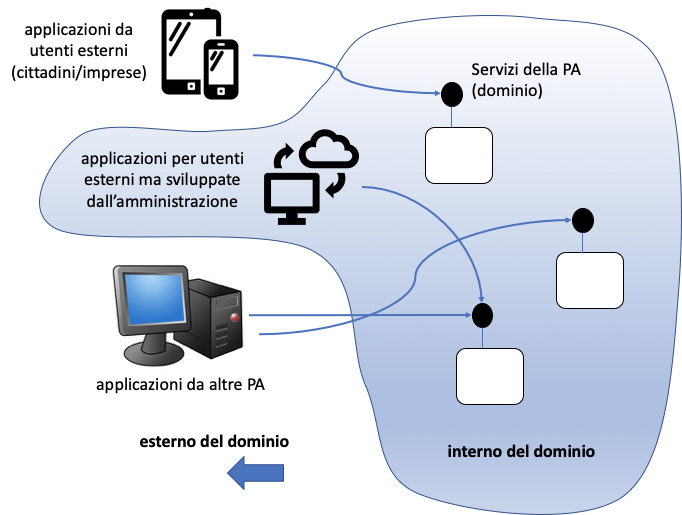 applicazioni da
utenti esterni
(cittadini/imprese)
Servizi della PA
(dominio)
applicazioni per utenti
esterni ma sviluppate
dall’amministrazione
applicazioni da altre PA
esterno del dominio
interno del dominio